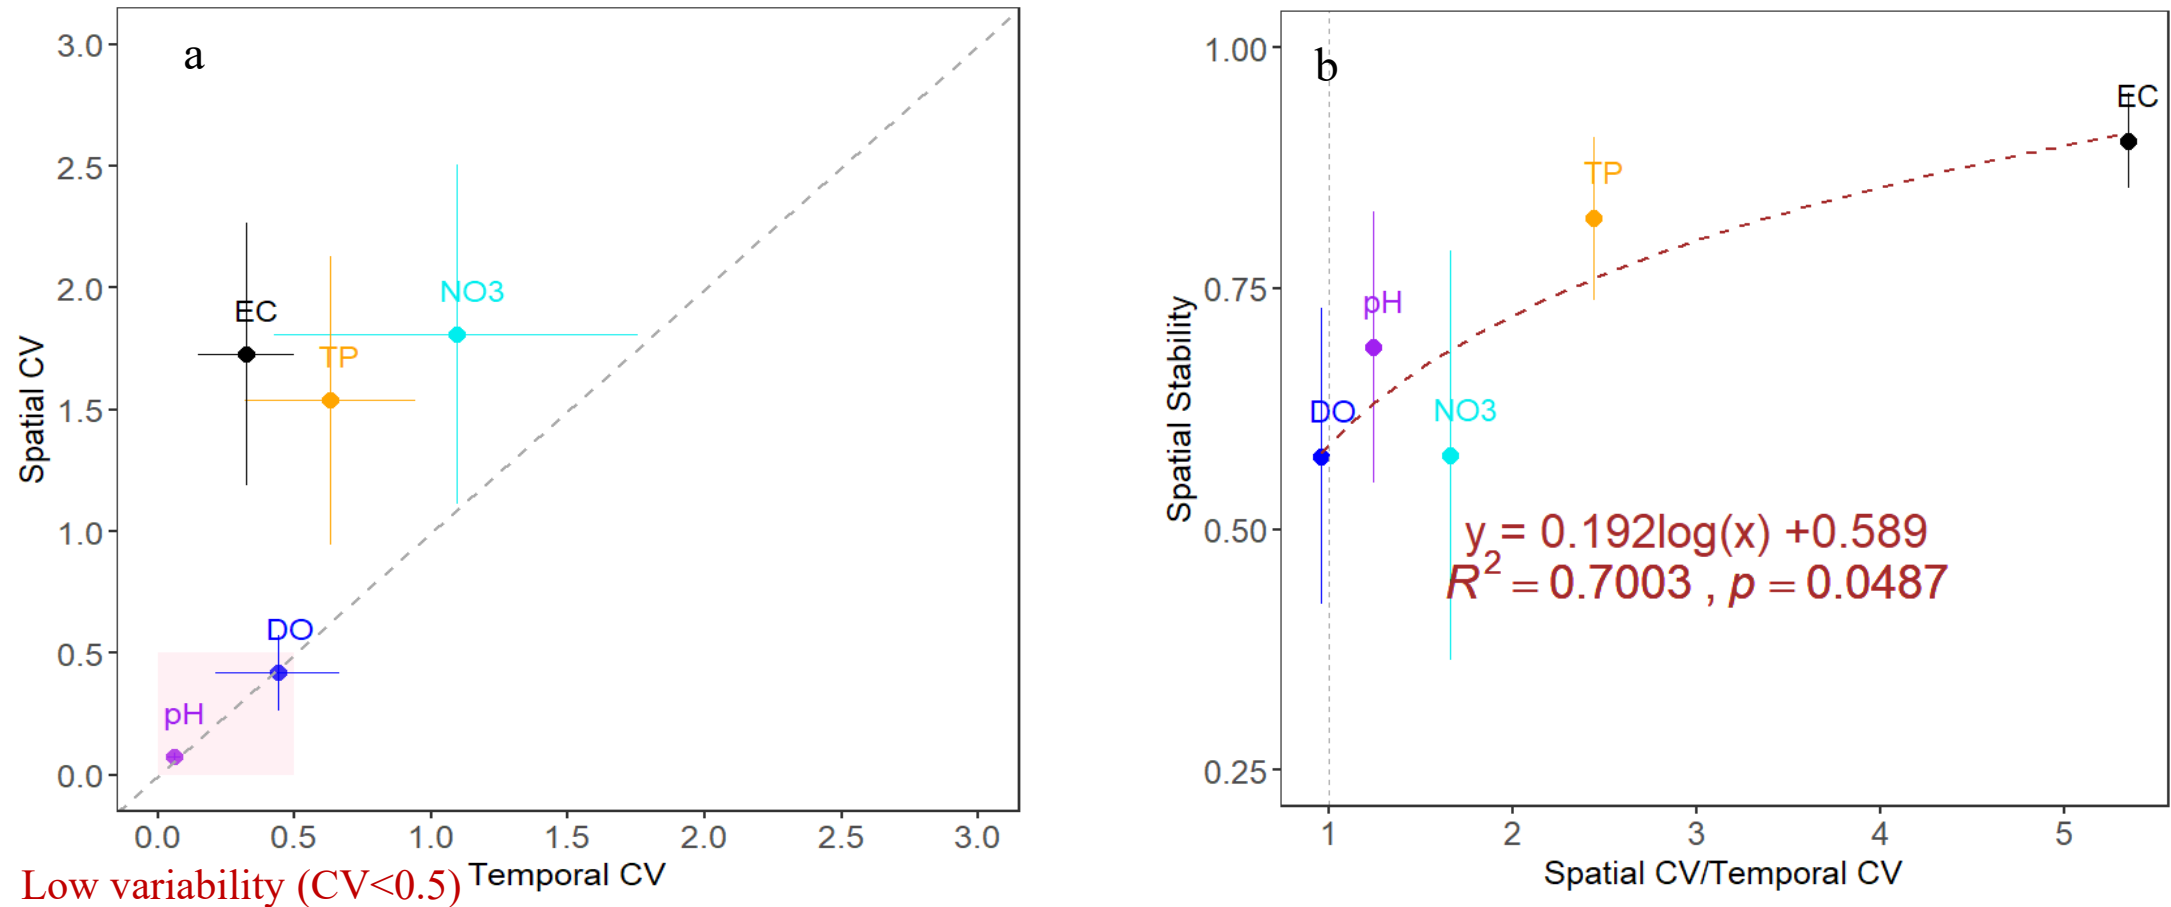 a
3.0
2.5
2.0
1.5
1.0
0.5
0.0
Spatial CV
EC
TP
NO3
DO
pH
0.0 0.5 1.0 1.5 2.0 2.5 3.0
Temporal CV
Low variability (CV<0.5)
b
1.00
0.75
0.50
0.25
Spatial Stability
EC
TP
pH
DO
NO3
y = 0.192log(x) +0.589
R² = 0.7003 , p = 0.0487
1 2 3 4 5
Spatial CV/Temporal CV